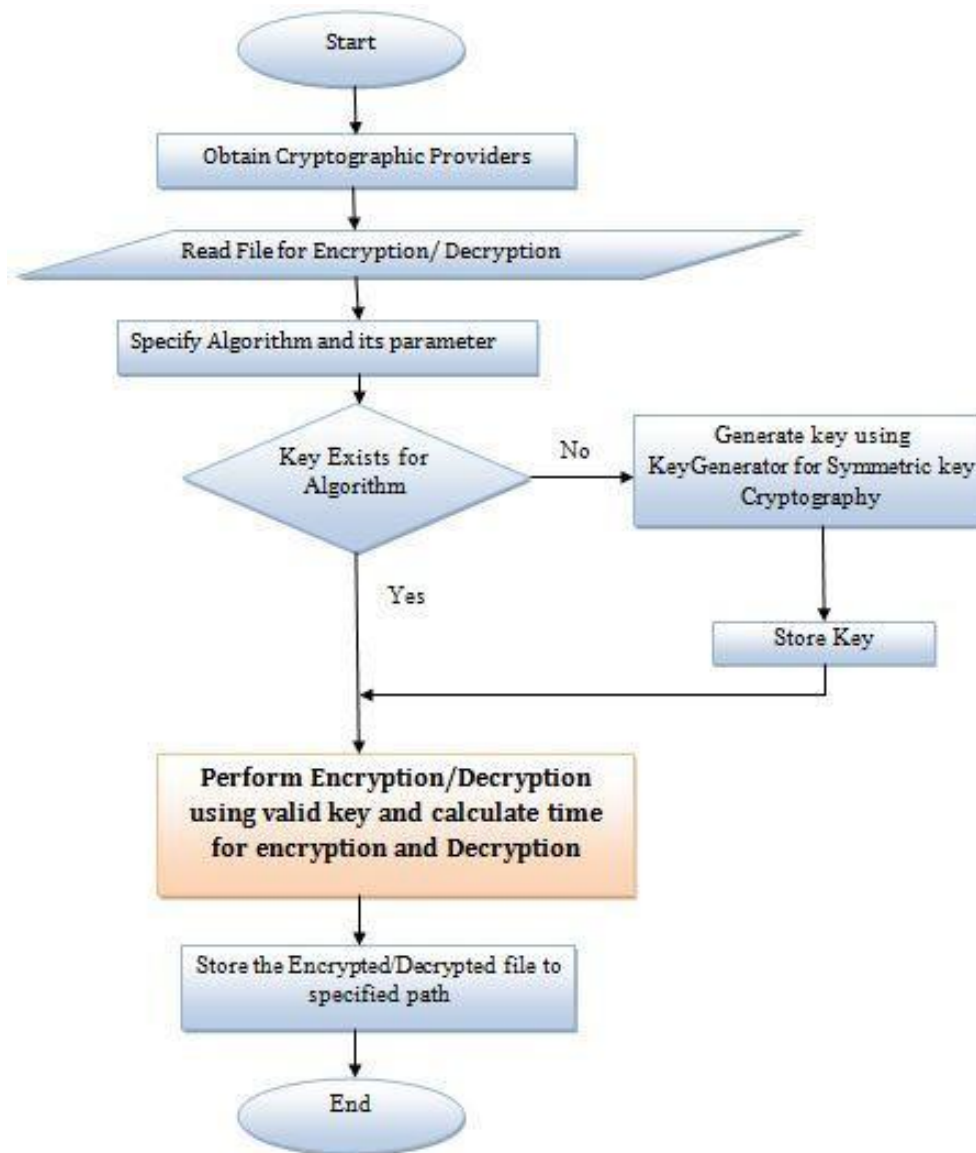 Start
Obtain Cryptographic Providers
Read File for Encryption/ Decryption
Specify Algorithm and its parameter
Key Exists for
Algorithm
No
Generate key using
KeyGenerator for Symmetric key
Cryptography
Yes
Store Key
Perform Encryption/Decryption
using valid key and calculate time
for encryption and Decryption
Store the Encrypted/Decrypted file to
specified path
End